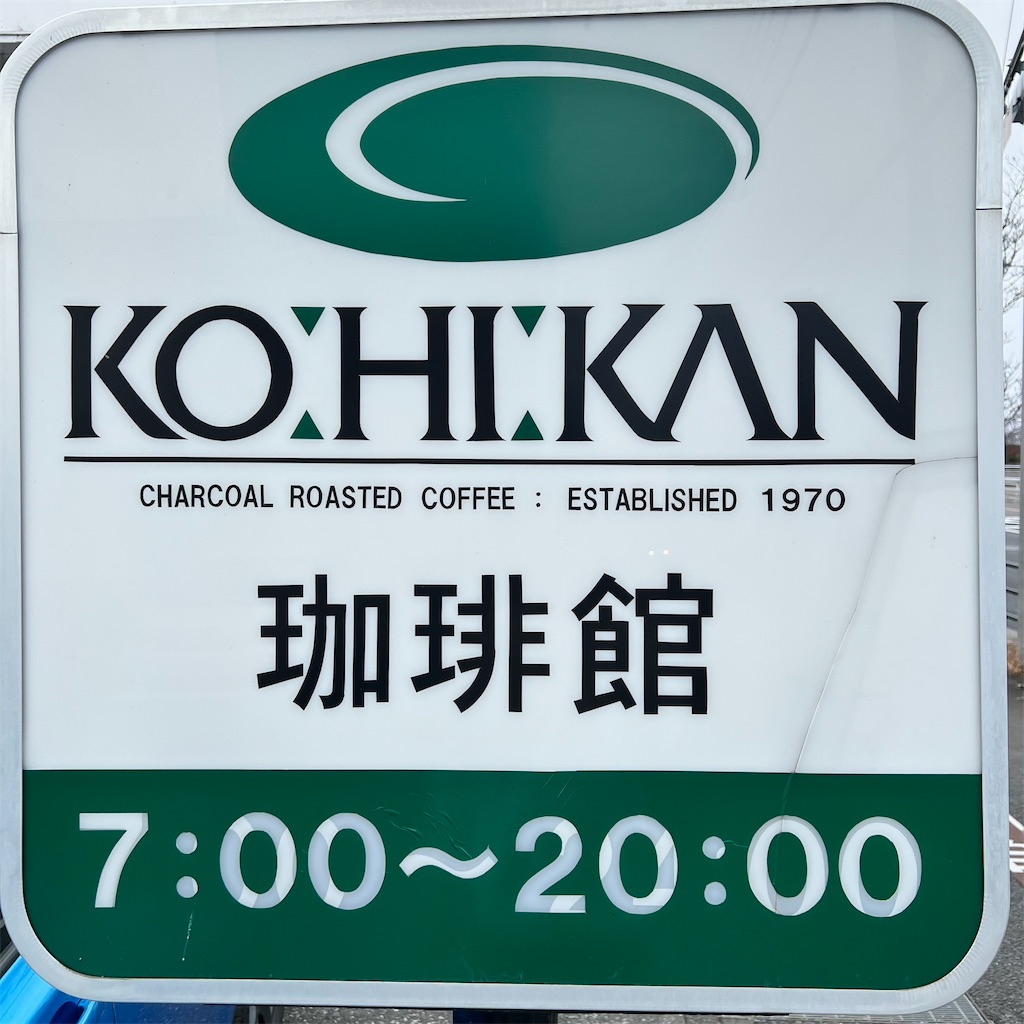 KO:HI:KAN
CHARCOAL ROASTED COFFEE : ESTABLISHED 1970
珈琲館
7:00~20:00